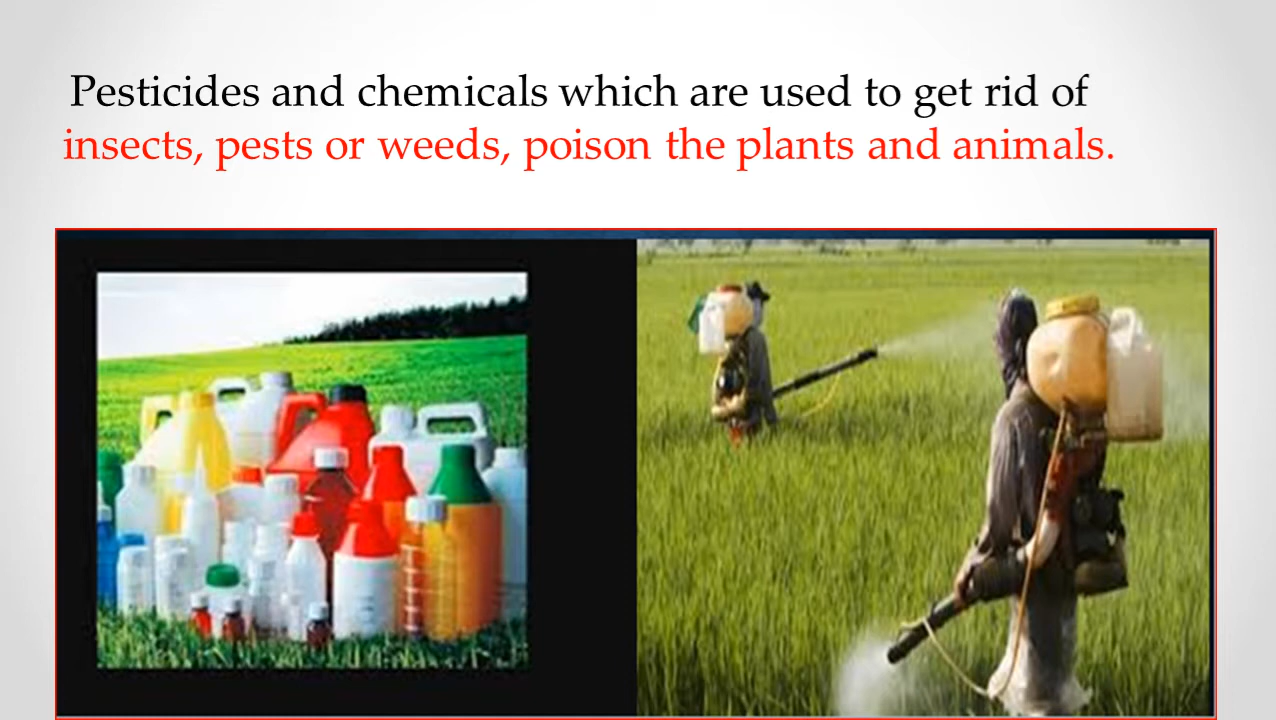 Pesticides and chemicals which are used to get rid of
insects, pests or weeds, poison the plants and animals.